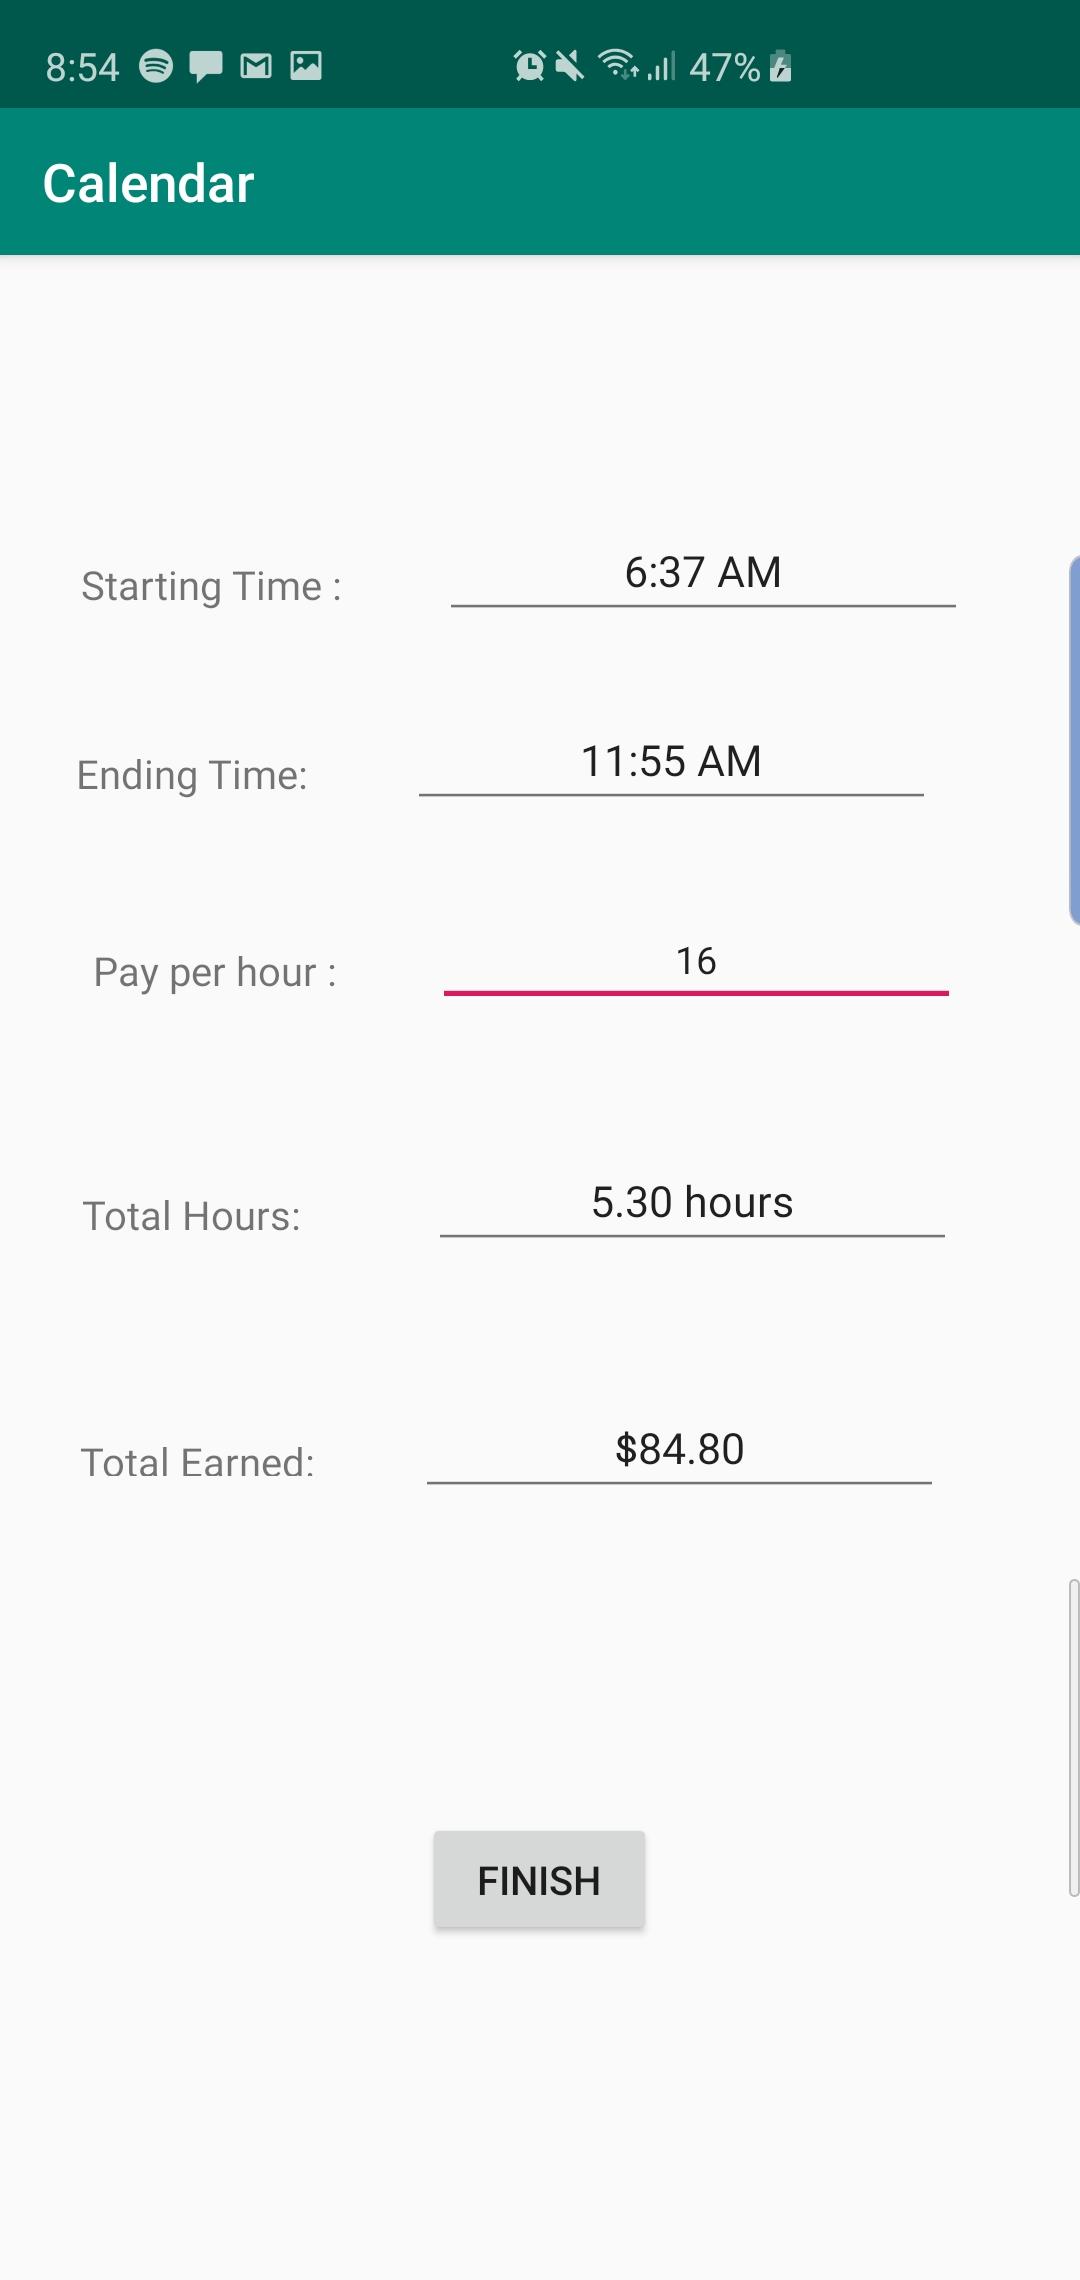 8:54 47%
Calendar
Starting Time : 6:37 AM
Ending Time: 11:55 AM
Pay per hour : 16
Total Hours: 5.30 hours
Total Earned: $84.80
FINISH